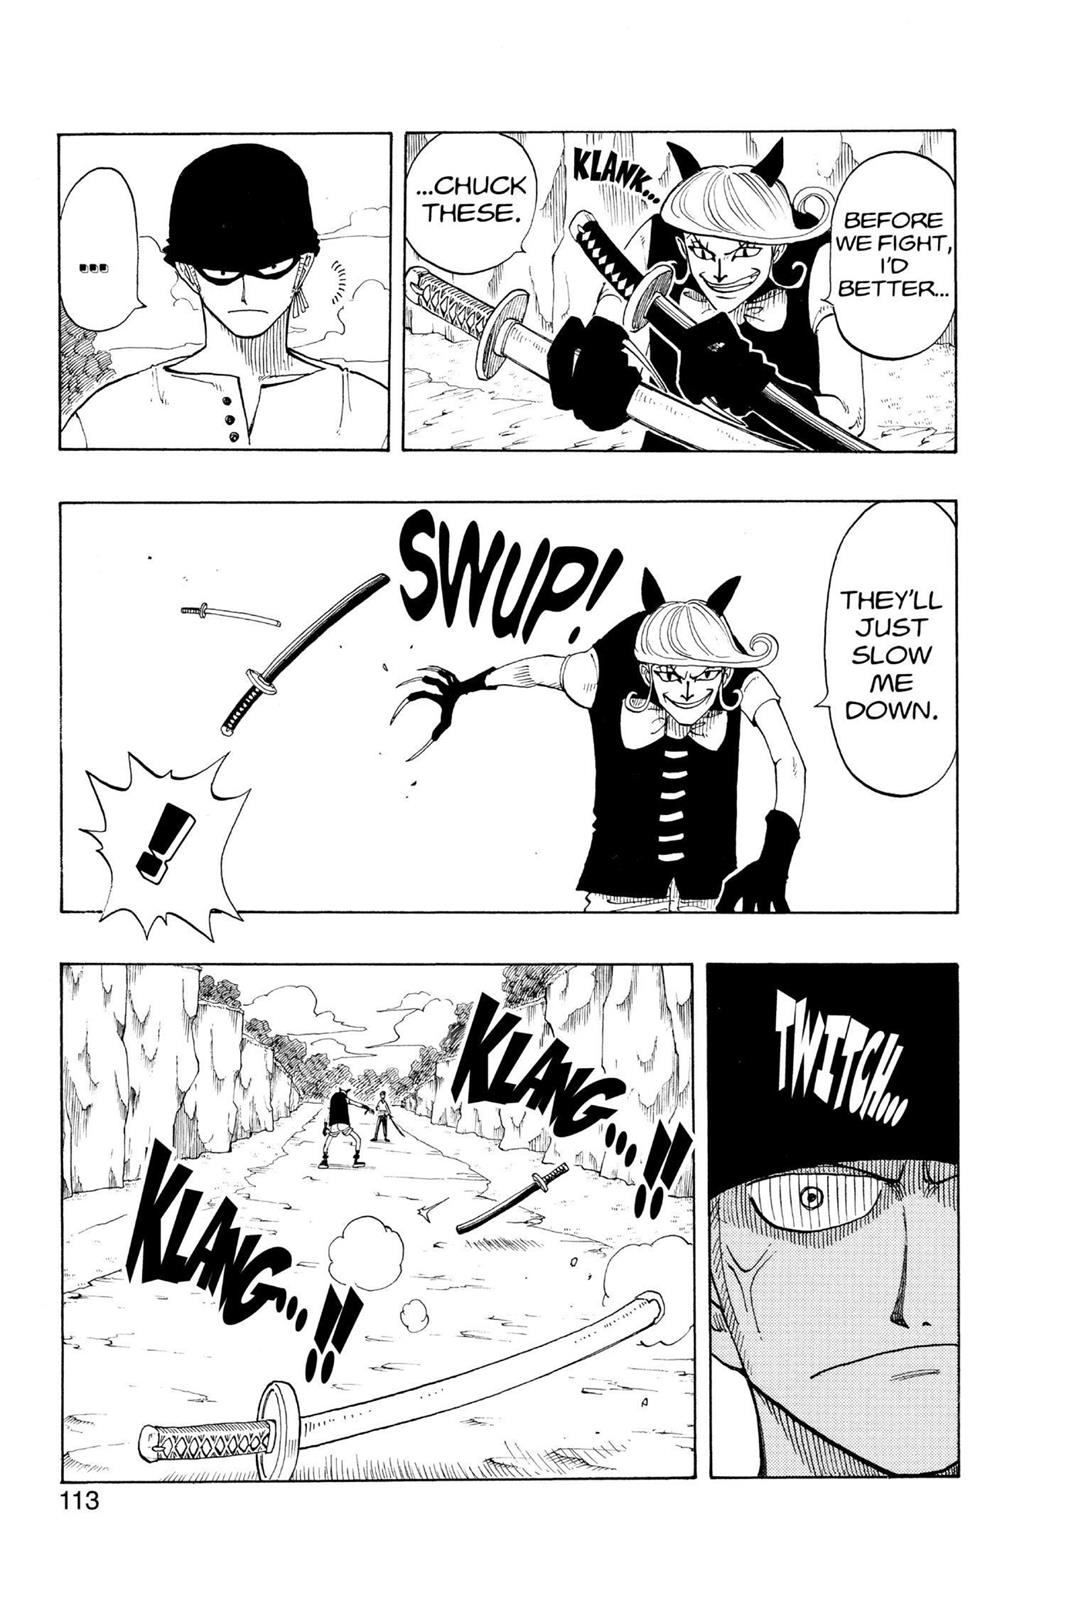 BEFORE
WE FIGHT,
I'D
BETTER...
KLANK...
...CHUCK
THESE.
...
THEY'LL
JUST
SLOW
ME
DOWN.
SWUP!
!
TWITCH...
KLANG...!!
KLANG...!!
113